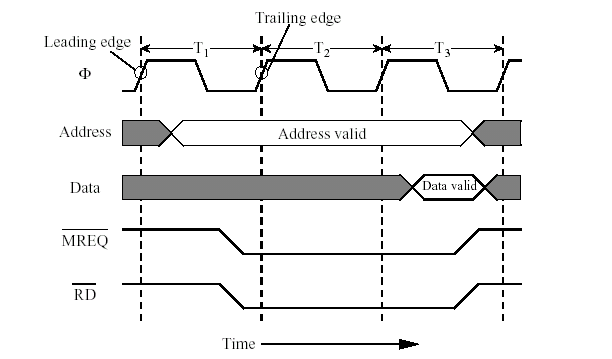 Trailing edge
Leading edge
T1
T2
T3
Φ
Address
Address valid
Data
Data valid
MREQ
RD
Time